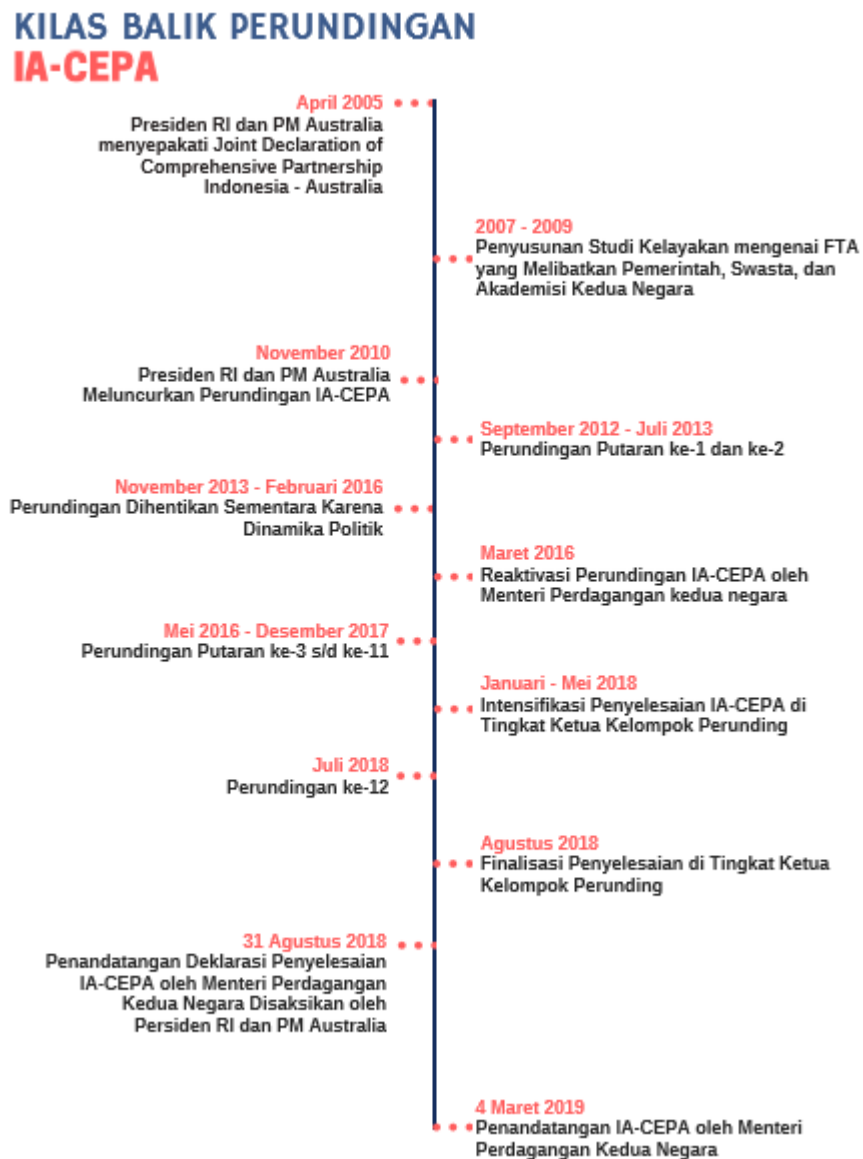 KILAS BALIK PERUNDINGAN
IA-CEPA
April 2005
Presiden RI dan PM Australia
menyepakati Joint Declaration of
Comprehensive Partnership
Indonesia - Australia
2007 - 2009
Penyusunan Studi Kelayakan mengenai FTA
yang Melibatkan Pemerintah, Swasta, dan
Akademisi Kedua Negara
November 2010
Presiden RI dan PM Australia
Meluncurkan Perundingan IA-CEPA
September 2012 - Juli 2013
Perundingan Putaran ke-1 dan ke-2
November 2013 - Februari 2016
Perundingan Dihentikan Sementara Karena
Dinamika Politik
Maret 2016
Reaktivasi Perundingan IA-CEPA oleh
Menteri Perdagangan kedua negara
Mei 2016 - Desember 2017
Perundingan Putaran ke-3 s/d ke-11
Januari - Mei 2018
Intensifikasi Penyelesaian IA-CEPA di
Tingkat Ketua Kelompok Perunding
Juli 2018
Perundingan ke-12
Agustus 2018
Finalisasi Penyelesaian di Tingkat Ketua
Kelompok Perunding
31 Agustus 2018
Penandatangan Deklarasi Penyelesaian
IA-CEPA oleh Menteri Perdagangan
Kedua Negara Disaksikan oleh
Persiden RI dan PM Australia
4 Maret 2019
Penandatangan IA-CEPA oleh Menteri
Perdagangan Kedua Negara